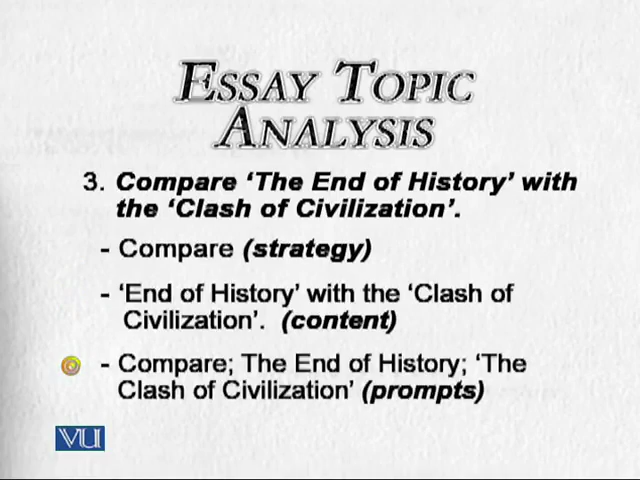 ESSAY TOPIC
ANALYSIS
3. Compare ‘The End of History’ with
the ‘Clash of Civilization’.
- Compare (strategy)
- ‘End of History’ with the ‘Clash of
Civilization’. (content)
- Compare; The End of History; ‘The
Clash of Civilization’ (prompts)
VU